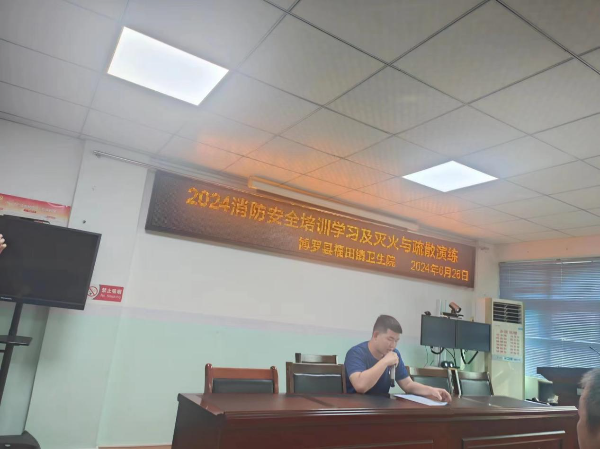 2024消防安全培训学习及灭火与疏散演练
博罗县横田镇卫生院 2024年6月28日
禁止吸烟